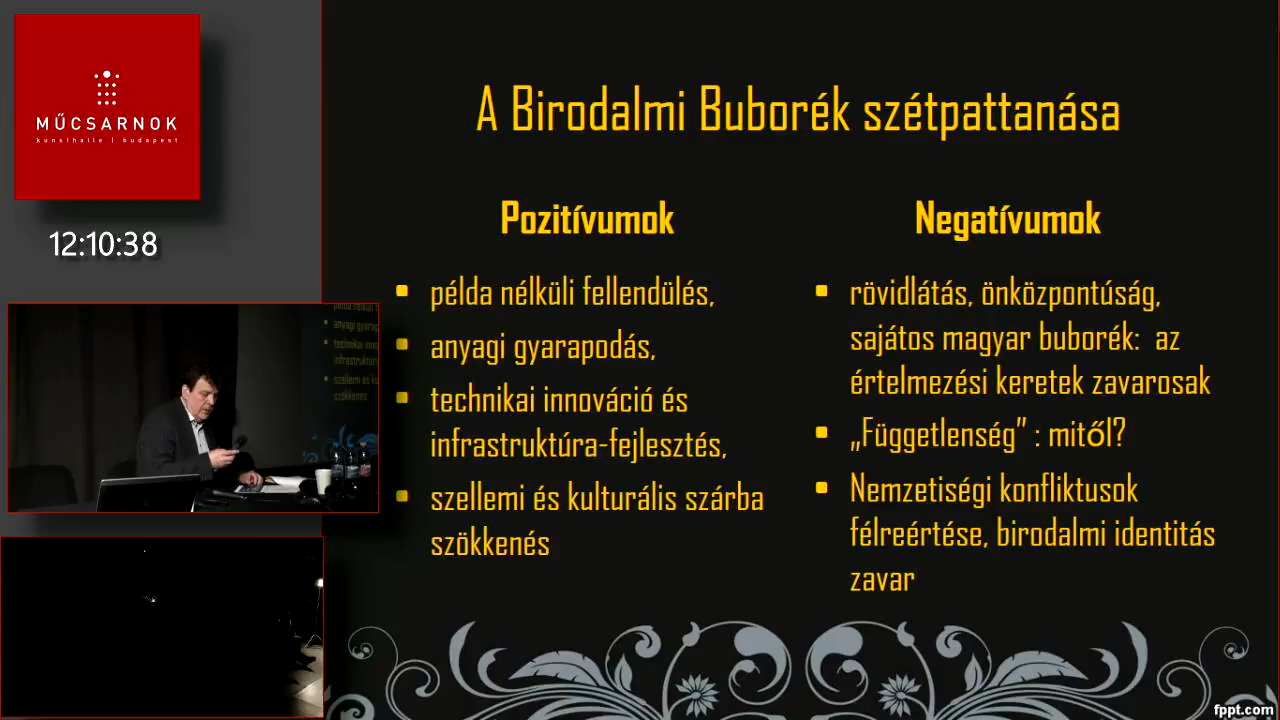 MŰCSARNOK
kunsthalle | budapest
12:10:38
A Birodalmi Buborék szétpattanása
Pozitívumok
példa nélküli fellendülés,
anyagi gyarapodás,
technikai innováció és
infrastruktúra-fejlesztés,
szellemi és kulturális szárba
szökkenés
Negatívumok
rövidlátás, önközpontúság,
sajátos magyar buborék: az
értelmezési keretek zavarosak
„Függetlenség” : mitől?
Nemzetiségi konfliktusok
félreértése, birodalmi identitás
zavar
fppt.com